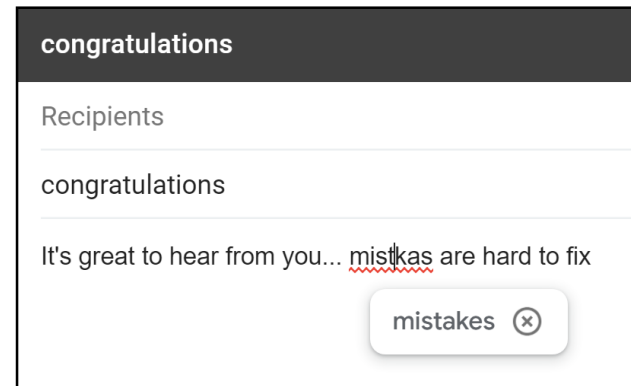 congratulations
Recipients
congratulations
It's great to hear from you... mistkas are hard to fix
mistakes